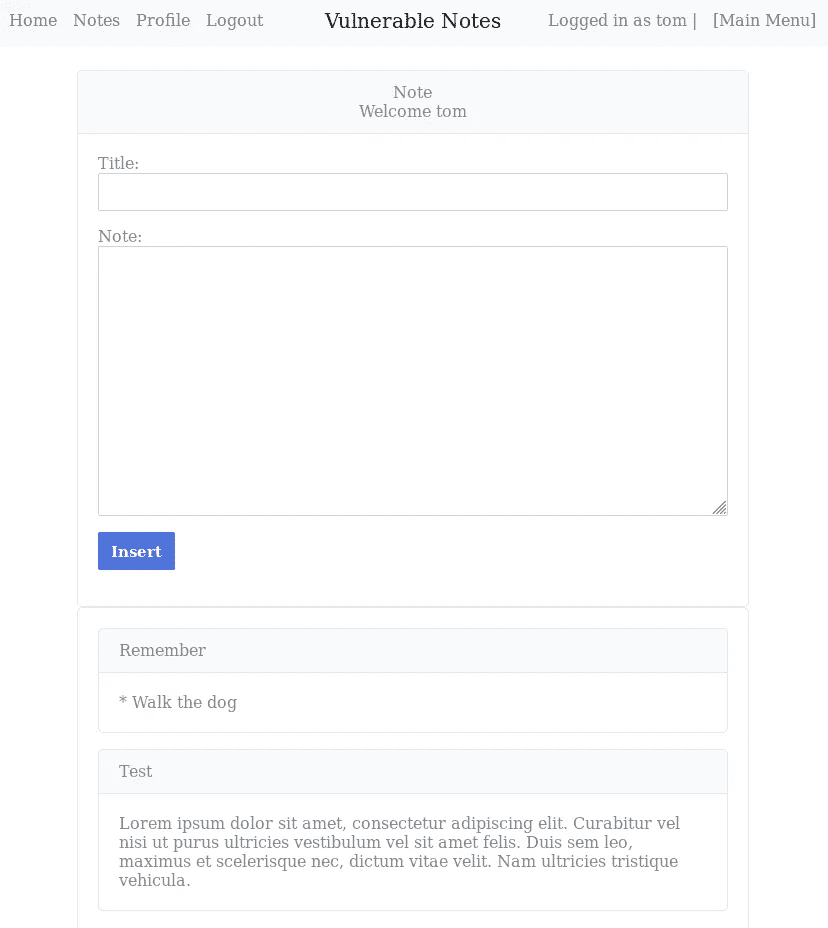 Home Notes Profile Logout Vulnerable Notes Logged in as tom | [Main Menu]
Note
Welcome tom
Title:
Note:
Insert
Remember
* Walk the dog
Test
Lorem ipsum dolor sit amet, consectetur adipiscing elit. Curabitur vel
nisi ut purus ultricies vestibulum vel sit amet felis. Duis sem leo,
maximus et scelerisque nec, dictum vitae velit. Nam ultricies tristique
vehicula.